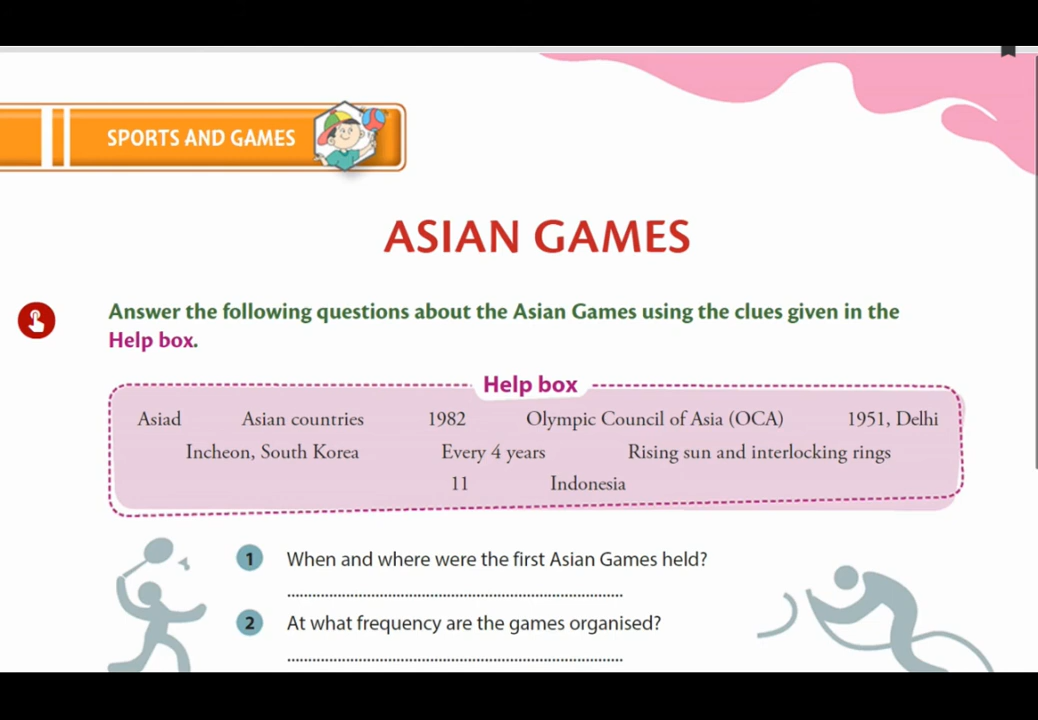 SPORTS AND GAMES
ASIAN GAMES
Answer the following questions about the Asian Games using the clues given in the
Help box.
Help box
Asiad Asian countries 1982 Olympic Council of Asia (OCA) 1951, Delhi
Incheon, South Korea Every 4 years Rising sun and interlocking rings
11 Indonesia
1 When and where were the first Asian Games held?
2 At what frequency are the games organised?